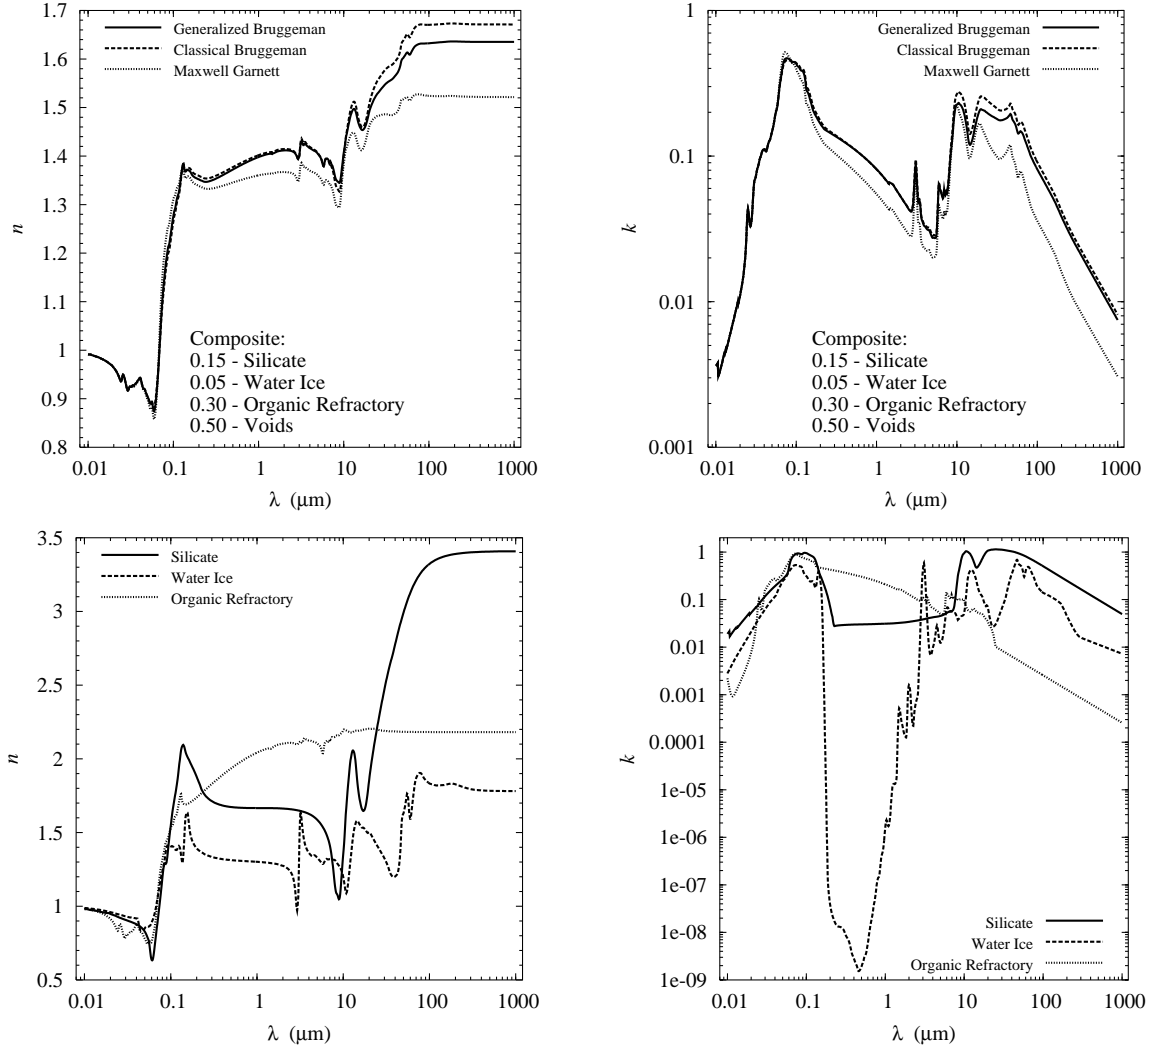 1.7
1.6
1.5
1.4
1.3
1.2
1.1
1
0.9
0.8
n
Generalized Bruggeman
Classical Bruggeman
Maxwell Garnett
Composite:
0.15 - Silicate
0.05 - Water Ice
0.30 - Organic Refractory
0.50 - Voids
0.01 0.1 1 10 100 1000
λ (μm)
1
0.1
0.01
0.001
k
Generalized Bruggeman
Classical Bruggeman
Maxwell Garnett
Composite:
0.15 - Silicate
0.05 - Water Ice
0.30 - Organic Refractory
0.50 - Voids
0.01 0.1 1 10 100 1000
λ (μm)
3.5
3
2.5
2
1.5
1
0.5
n
Silicate
Water Ice
Organic Refractory
0.01 0.1 1 10 100 1000
λ (μm)
1
0.1
0.01
0.001
0.0001
1e-05
1e-06
1e-07
1e-08
1e-09
k
Silicate
Water Ice
Organic Refractory
0.01 0.1 1 10 100 1000
λ (μm)